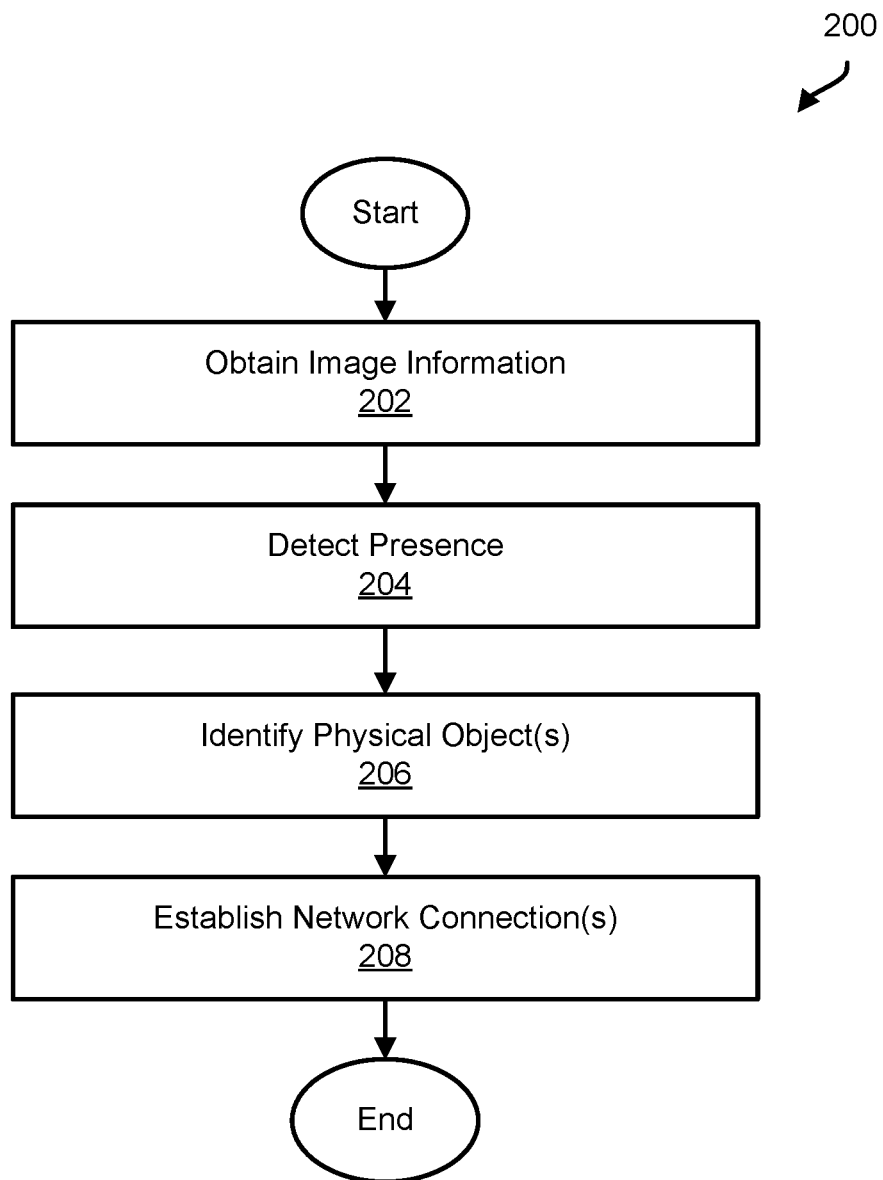 200
Start
Obtain Image Information
202
Detect Presence
204
Identify Physical Object(s)
206
Establish Network Connection(s)
208
End